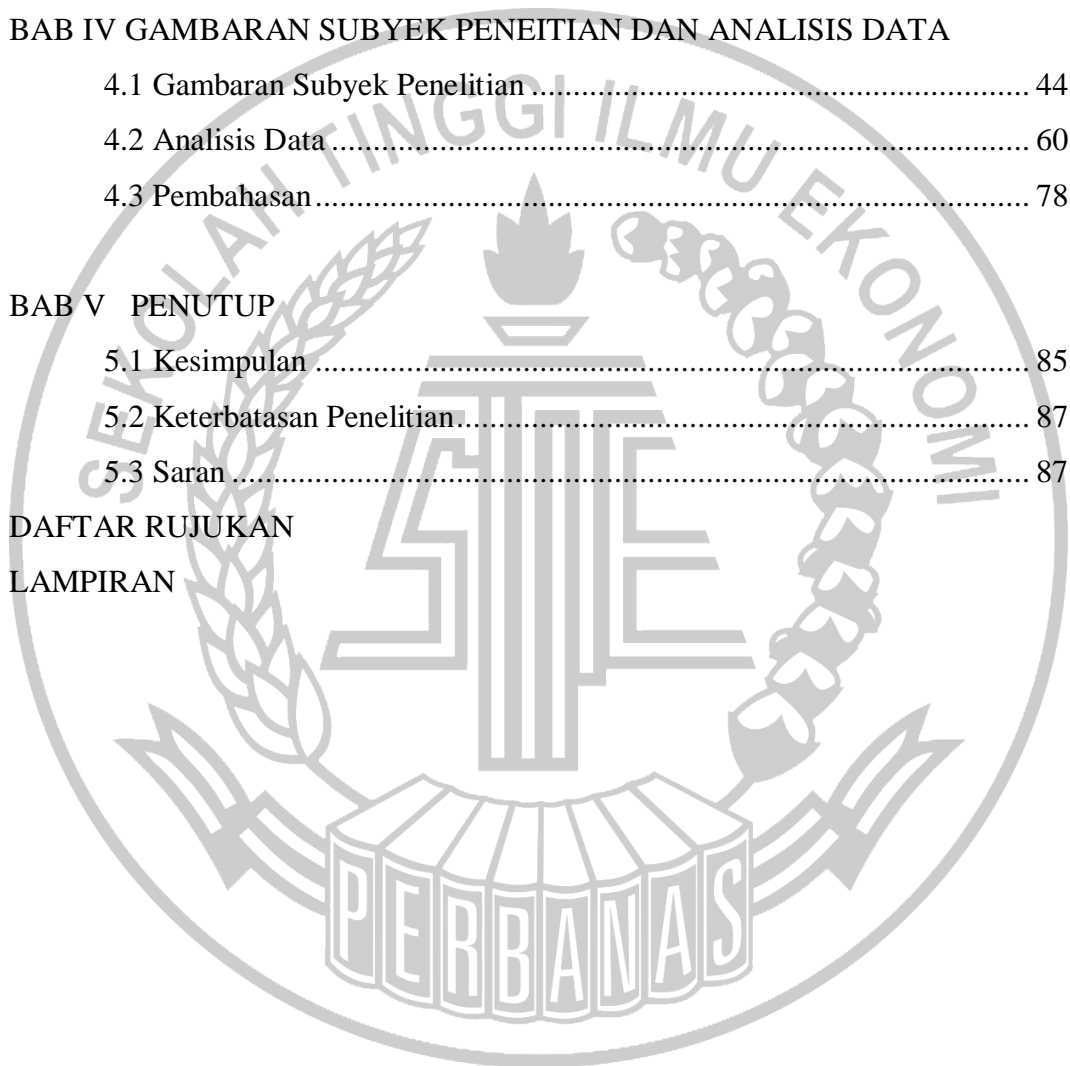 BAB IV GAMBARAN SUBYEK PENEITIAN DAN ANALISIS DATA
4.1 Gambaran Subyek Penelitian ............................................................. 44
4.2 Analisis Data ..................................................................................... 60
4.3 Pembahasan ....................................................................................... 78
BAB V PENUTUP
5.1 Kesimpulan ....................................................................................... 85
5.2 Keterbatasan Penelitian ...................................................................... 87
5.3 Saran ................................................................................................. 87
DAFTAR RUJUKAN
LAMPIRAN
SEKOLAH TINGGI ILMU EKONOMI
STIE
PERBANAS